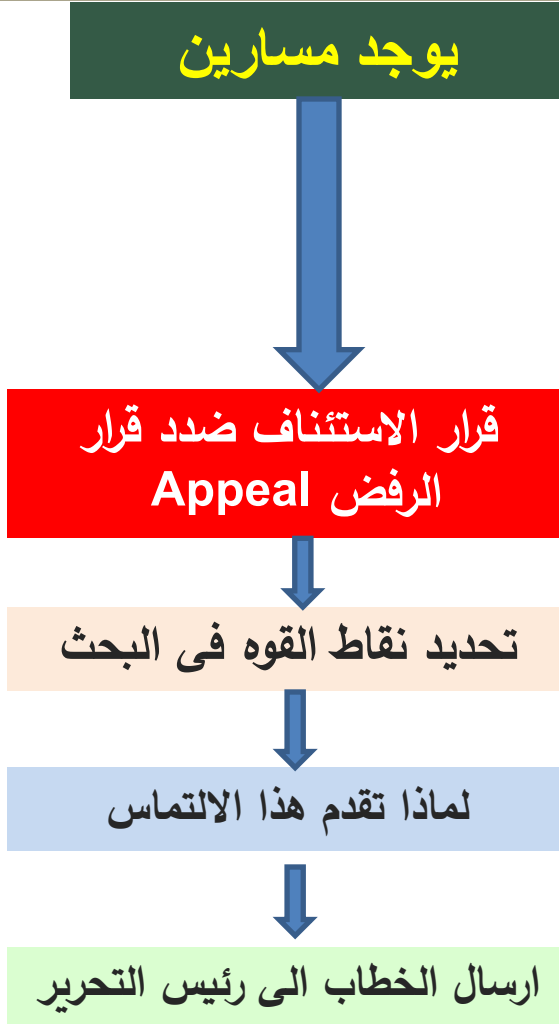 يوجد مسارين
قرار الاستئناف ضدد قرار
الرفض Appeal
تحديد نقاط القوه فى البحث
لماذا تقدم هذا الالتماس
ارسال الخطاب الى رئيس التحرير